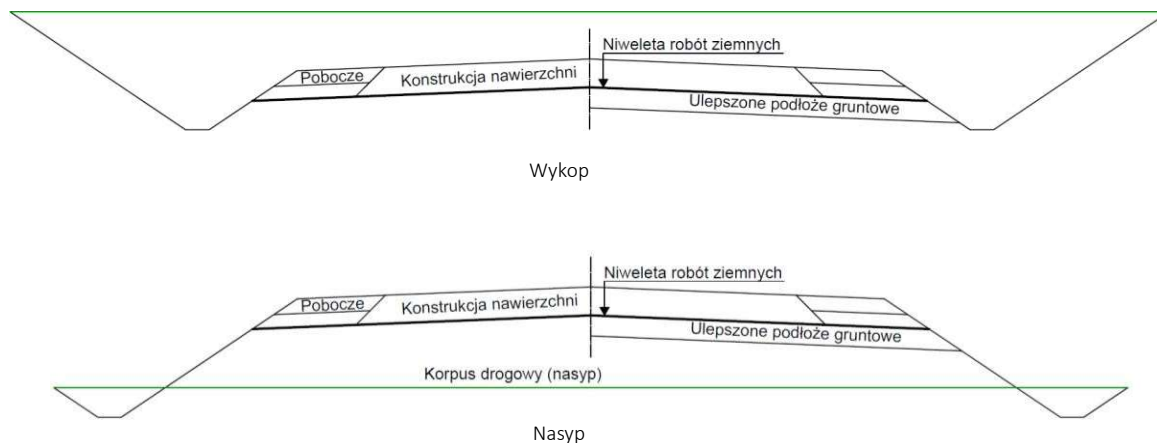 Niweleta robót ziemnych
Pobocze
Konstrukcja nawierzchni
Ulepszone podłoże gruntowe
Wykop
Niweleta robót ziemnych
Pobocze
Konstrukcja nawierzchni
Ulepszone podłoże gruntowe
Korpus drogowy (nasyp)
Nasyp